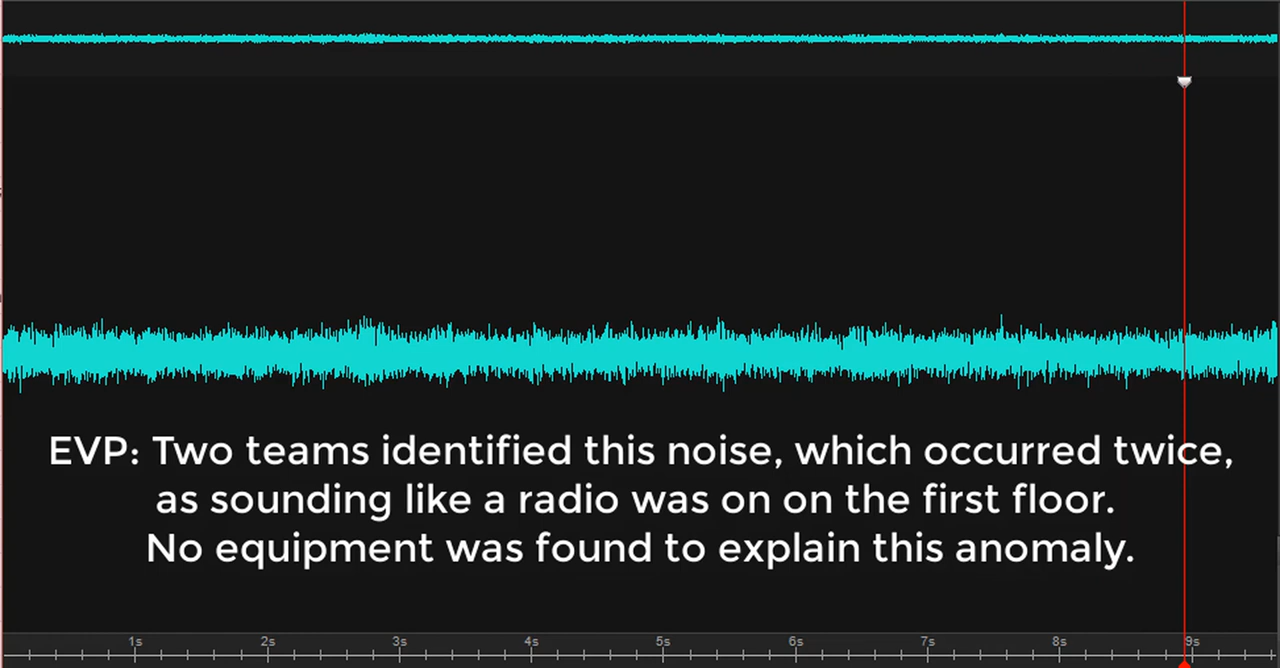 EVP: Two teams identified this noise, which occurred twice,
as sounding like a radio was on on the first floor.
No equipment was found to explain this anomaly.
1s 2s 3s 4s 5s 6s 7s 8s 9s